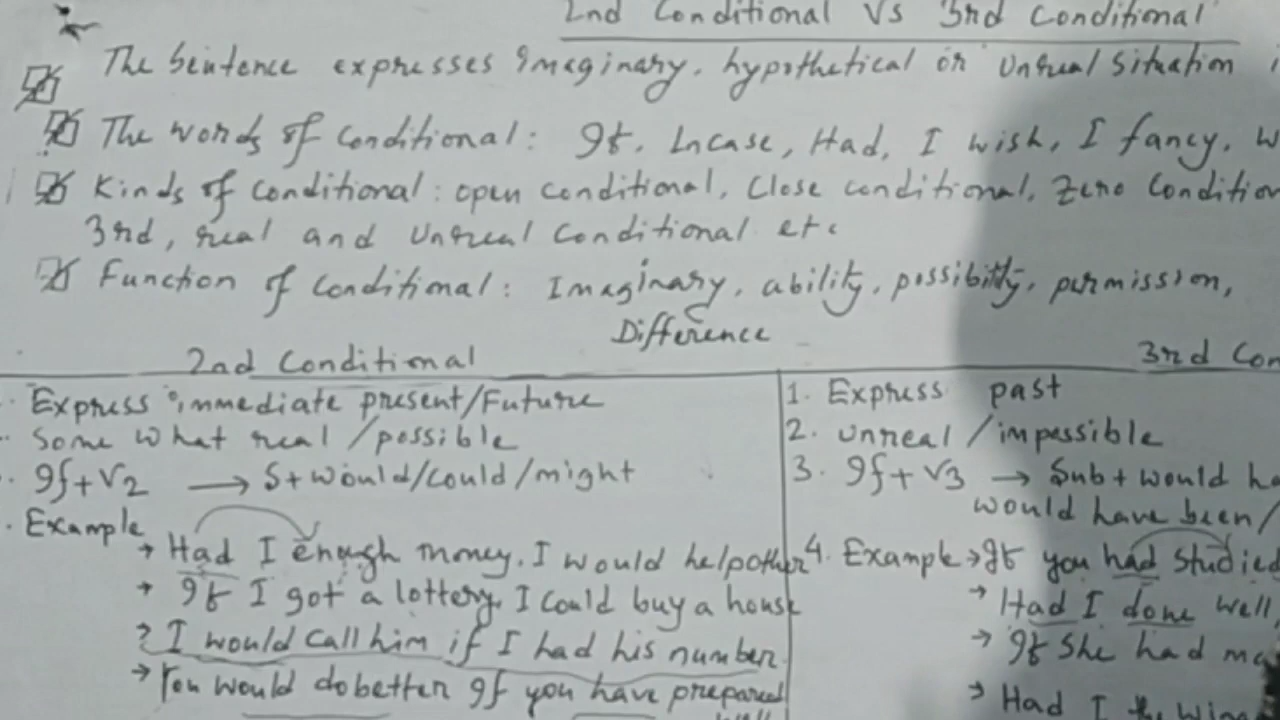 2nd Conditional Vs 3rd Conditional
The Sentence expresses imaginary, hypothetical or Unreal Situation
The words of Conditional: If, Incase, Had, I wish, I fancy,
Kinds of Conditional: open Conditional, Close Conditional, Zero
3rd, real and Unreal Conditional etc
Function of Conditional: Imaginary, ability, possibility, permission,
Difference
2nd Conditional
3rd
Express immediate present/Future
Some what real/possible
If+V2 → S+would/could/might
Example
→ Had I enough money, I would help other
→ If I got a lottery, I could buy a house
→ I would call him if I had his number
→ You would do better If you have prepared
1. Express past
2. unreal/impossible
3. If+V3 → Sub+would
would have been/
4. Example → If you had studied
→ Had I done well,
→ If She had
→ Had I the